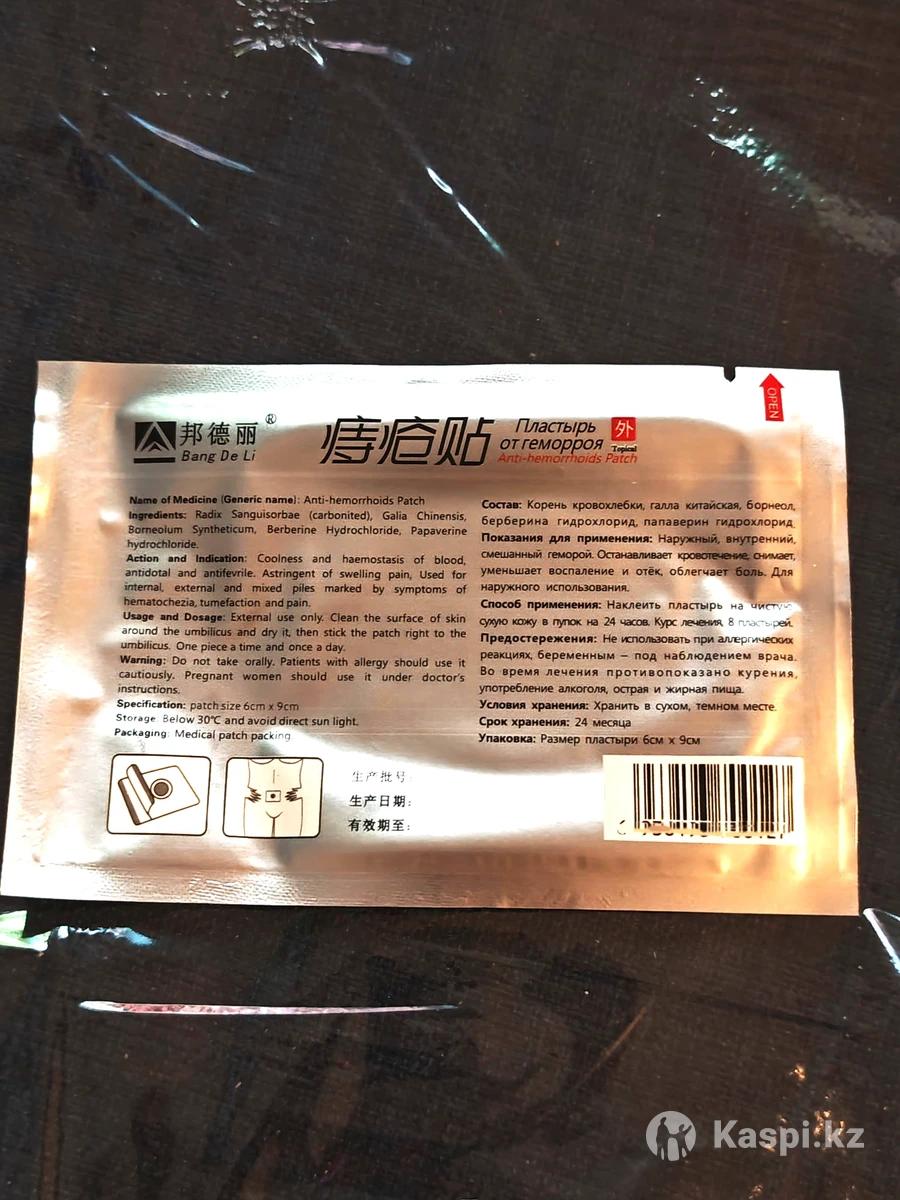 OPEN
邦德丽®
Bang De Li
痔疮贴
Пластырь
от геморроя
Anti-hemorrhoids Patch
外
Topical
Name of Medicine (Generic name): Anti-hemorrhoids Patch
Ingredients: Radix Sanguisorbae (carbonited), Galia Chinensis,
Borneolum Syntheticum, Berberine Hydrochloride, Papaverine
hydrochloride.
Action and Indication: Coolness and haemostasis of blood,
antidotal and antifevrile. Astringent of swelling pain, Used for
internal, external and mixed piles marked by symptoms of
hematochezia, tumefaction and pain.
Usage and Dosage: External use only. Clean the surface of skin
around the umbilicus and dry it, then stick the patch right to the
umbilicus. One piece a time and once a day.
Warning: Do not take orally. Patients with allergy should use it
cautiously. Pregnant women should use it under doctor's
instructions.
Specification: patch size 6cm x 9cm
Storage: Below 30℃ and avoid direct sun light.
Packaging: Medical patch packing
Состав: Корень кровохлебки, галла китайская, борнеол,
берберина гидрохлорид, папаверин гидрохлорид
Показания для применения: Наружный, внутренний,
смешанный геморой. Останавливает кровотечение, снимает,
уменьшает воспаление и отёк, облегчает боль. Для
наружного использования.
Способ применения: Наклеить пластырь на чистую
сухую кожу в пупок на 24 часов. Курс лечения, 8 пластырей.
Предостережения: Не использовать при аллергических
реакциях, беременным – под наблюдением врача.
Во время лечения противопоказано курения,
употребление алкоголя, острая и жирная пища.
Условия хранения: Хранить в сухом, темном месте.
Срок хранения: 24 месяца
Упаковка: Размер пластыри 6см x 9см
生产批号:
生产日期:
有效期至:
Kaspi.kz